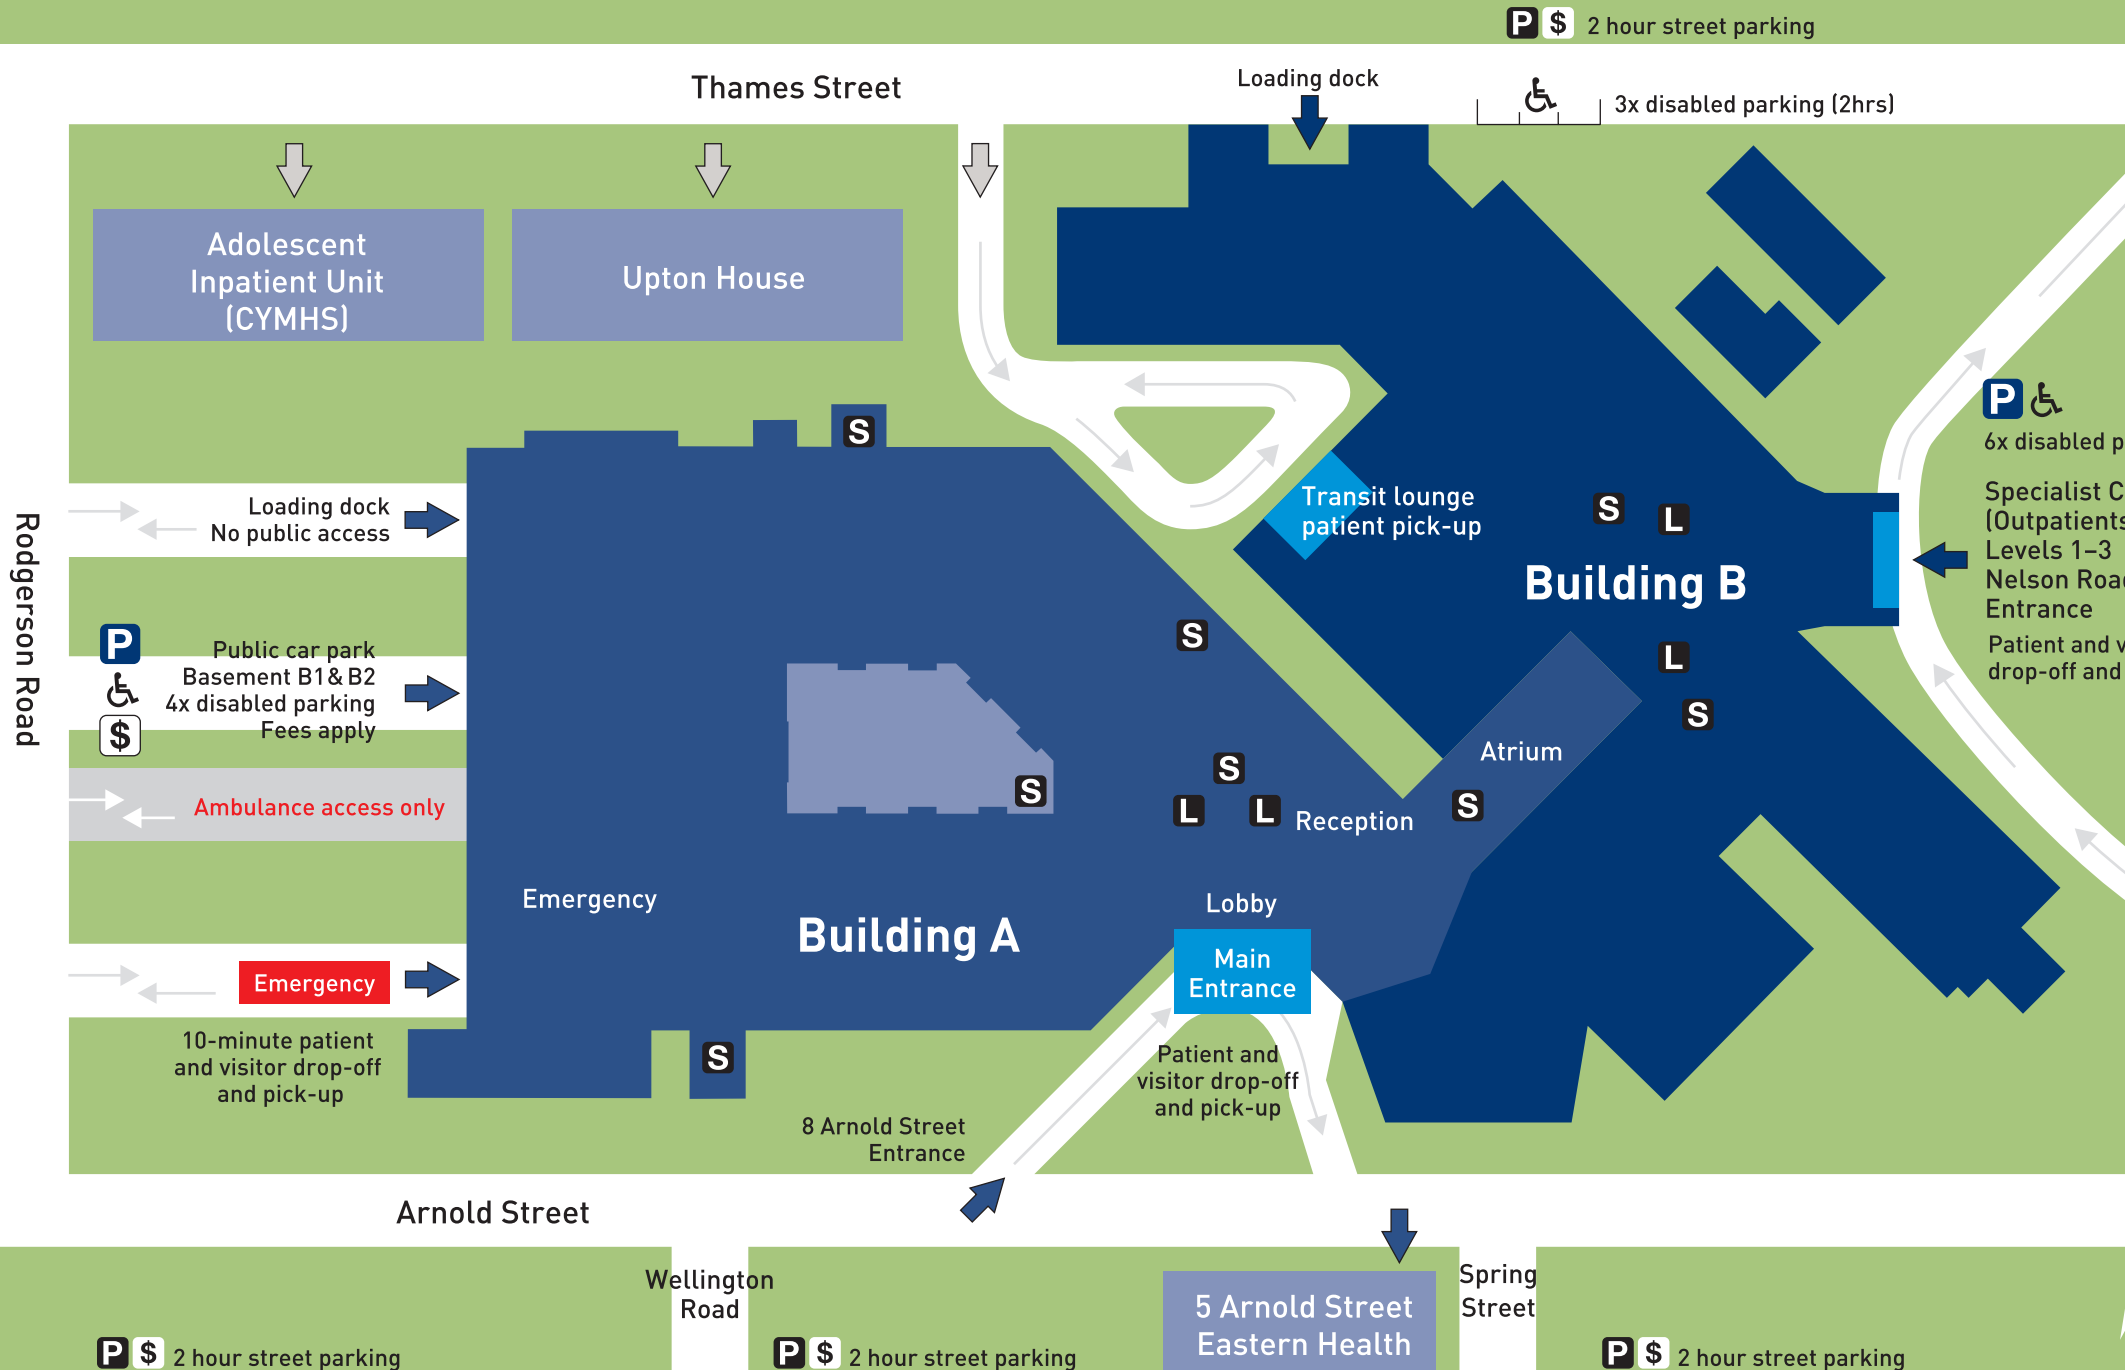 P $ 2 hour street parking
Thames Street
Loading dock
3x disabled parking (2hrs)
Adolescent
Inpatient Unit
(CYMHS)
Upton House
P
6x disabled p
S
Loading dock
No public access
Transit lounge
patient pick-up
S
L
Building B
Specialist C
(Outpatients
Levels 1–3
Nelson Roa
Entrance
Patient and v
drop-off and
Rodgerson Road
P
$
Public car park
Basement B1 & B2
4x disabled parking
Fees apply
S
L
S
Atrium
S
S
L
L
Reception
S
Ambulance access only
Emergency
Building A
Lobby
Main
Entrance
Emergency
10-minute patient
and visitor drop-off
and pick-up
S
Patient and
visitor drop-off
and pick-up
8 Arnold Street
Entrance
Arnold Street
Wellington
Road
5 Arnold Street
Eastern Health
Spring
Street
P $ 2 hour street parking
P $ 2 hour street parking
P $ 2 hour street parking